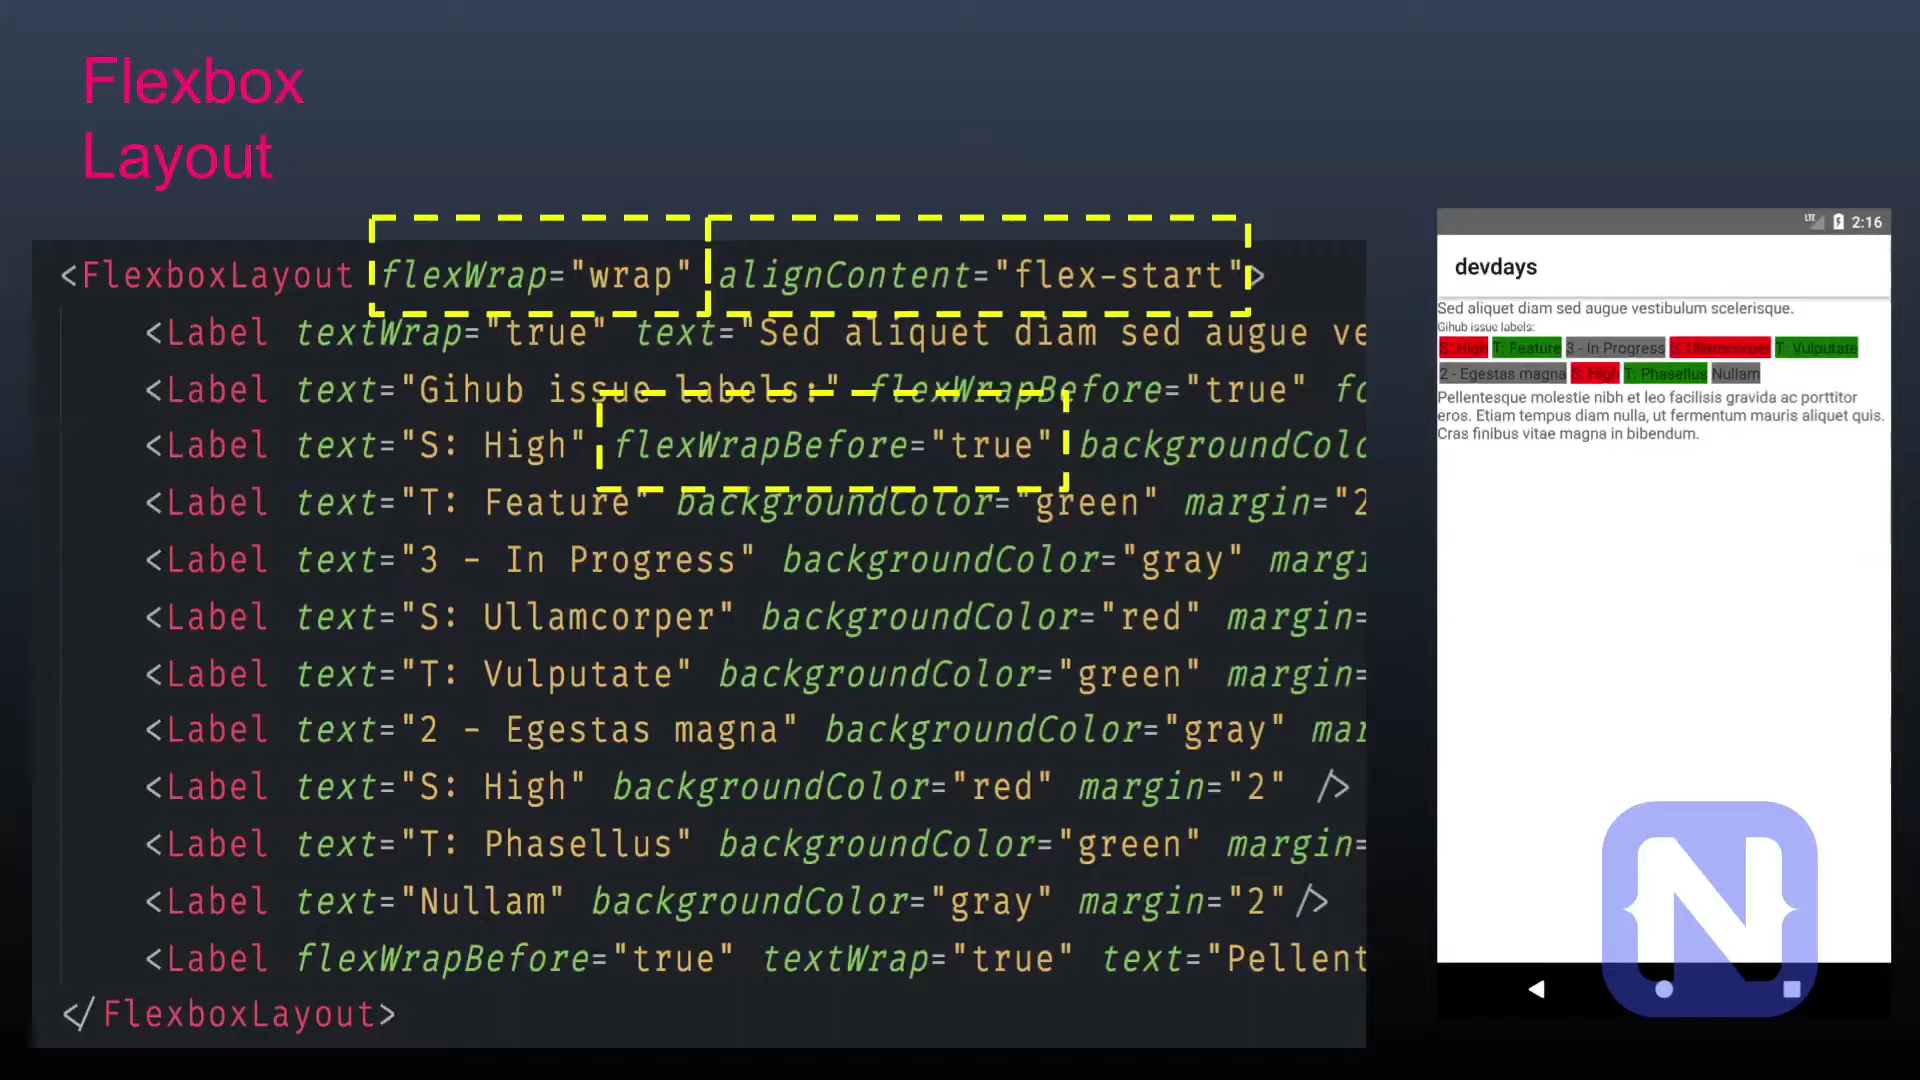 Flexbox
Layout
<FlexboxLayout flexWrap="wrap" alignContent="flex-start">
<Label textWrap="true" text="Sed aliquet diam sed augue ve
<Label text="Gihub issue labels:" flexWrapBefore="true" fo
<Label text="S: High" flexWrapBefore="true" backgroundColo
<Label text="T: Feature" backgroundColor="green" margin="2
<Label text="3 - In Progress" backgroundColor="gray" margi
<Label text="S: Ullamcorper" backgroundColor="red" margin=
<Label text="T: Vulputate" backgroundColor="green" margin=
<Label text="2 - Egestas magna" backgroundColor="gray" mar
<Label text="S: High" backgroundColor="red" margin="2" />
<Label text="T: Phasellus" backgroundColor="green" margin=
<Label text="Nullam" backgroundColor="gray" margin="2"/>
<Label flexWrapBefore="true" textWrap="true" text="Pellent
</FlexboxLayout>
LTE 2:16
devdays
Sed aliquet diam sed augue vestibulum scelerisque.
Gihub issue labels:
S: High T: Feature 3 - In Progress S: Ullamcorper T: Vulputate
2 - Egestas magna S: High T: Phasellus Nullam
Pellentesque molestie nibh et leo facilisis gravida ac porttitor
eros. Etiam tempus diam nulla, ut fermentum mauris aliquet quis.
Cras finibus vitae magna in bibendum.
N